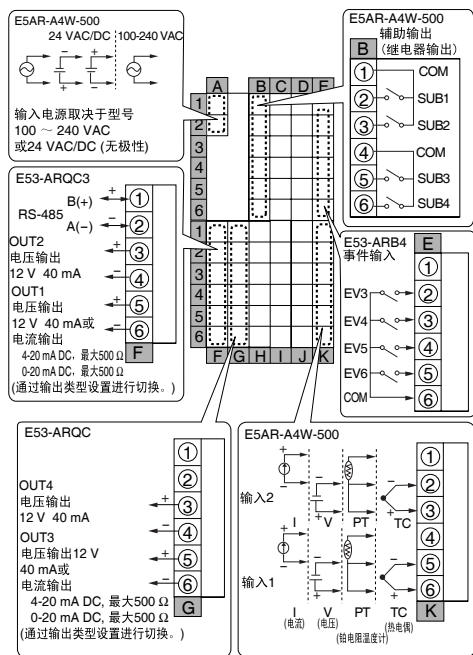 E5AR-A4W-500
24 VAC/DC 100-240 VAC
− − +
+ + −
输入电源取决于型号
100 ～ 240 VAC
或24 VAC/DC (无极性)
A B C D E
1
2
3
4
5
6
1
2
3
4
5
6
F G H I J K
E5AR-A4W-500
辅助输出
(继电器输出)
B
① COM
② SUB1
③ SUB2
④ COM
⑤ SUB3
⑥ SUB4
E53-ARQC3
RS-485
B(+) + ①
A(−) − ②
OUT2
电压输出
12 V 40 mA
+ ③
− ④
OUT1
电压输出
12 V 40 mA或
电流输出
+ ⑤
− ⑥
4-20 mA DC, 最大500 Ω
0-20 mA DC, 最大500 Ω
(通过输出类型设置进行切换。)
F
E53-ARB4
事件输入
E
①
EV3 ②
EV4 ③
EV5 ④
EV6 ⑤
COM ⑥
E53-ARQC
①
②
OUT4
电压输出
12 V 40 mA
+ ③
− ④
OUT3
电压输出12 V
40 mA或
电流输出
+ ⑤
− ⑥
4-20 mA DC, 最大500 Ω
0-20 mA DC, 最大500 Ω
(通过输出类型设置进行切换。)
G
E5AR-A4W-500
①
②
③
④
⑤
⑥
K
输入2
I V PT TC
输入1
I V PT TC
(电流) (电压) (热电偶)
(铂电阻温度计)